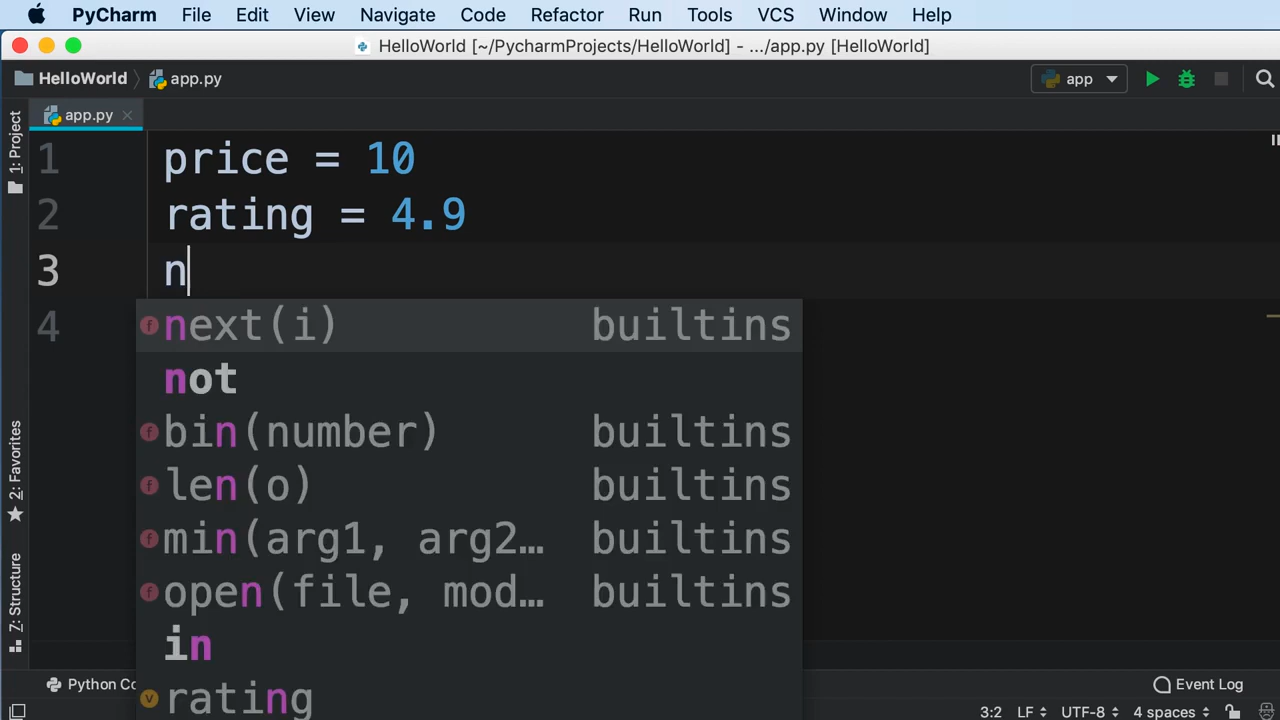 PyCharm File Edit View Navigate Code Refactor Run Tools VCS Window Help
HelloWorld [~/PycharmProjects/HelloWorld] - .../app.py [HelloWorld]
HelloWorld app.py app
app.py
1: Project
2: Favorites
7: Structure
1 price = 10
2 rating = 4.9
3 n
4
next(i) builtins
not
bin(number) builtins
len(o) builtins
min(arg1, arg2… builtins
open(file, mod… builtins
in
rating
Python Co Event Log
3:2 LF UTF-8 4 spaces